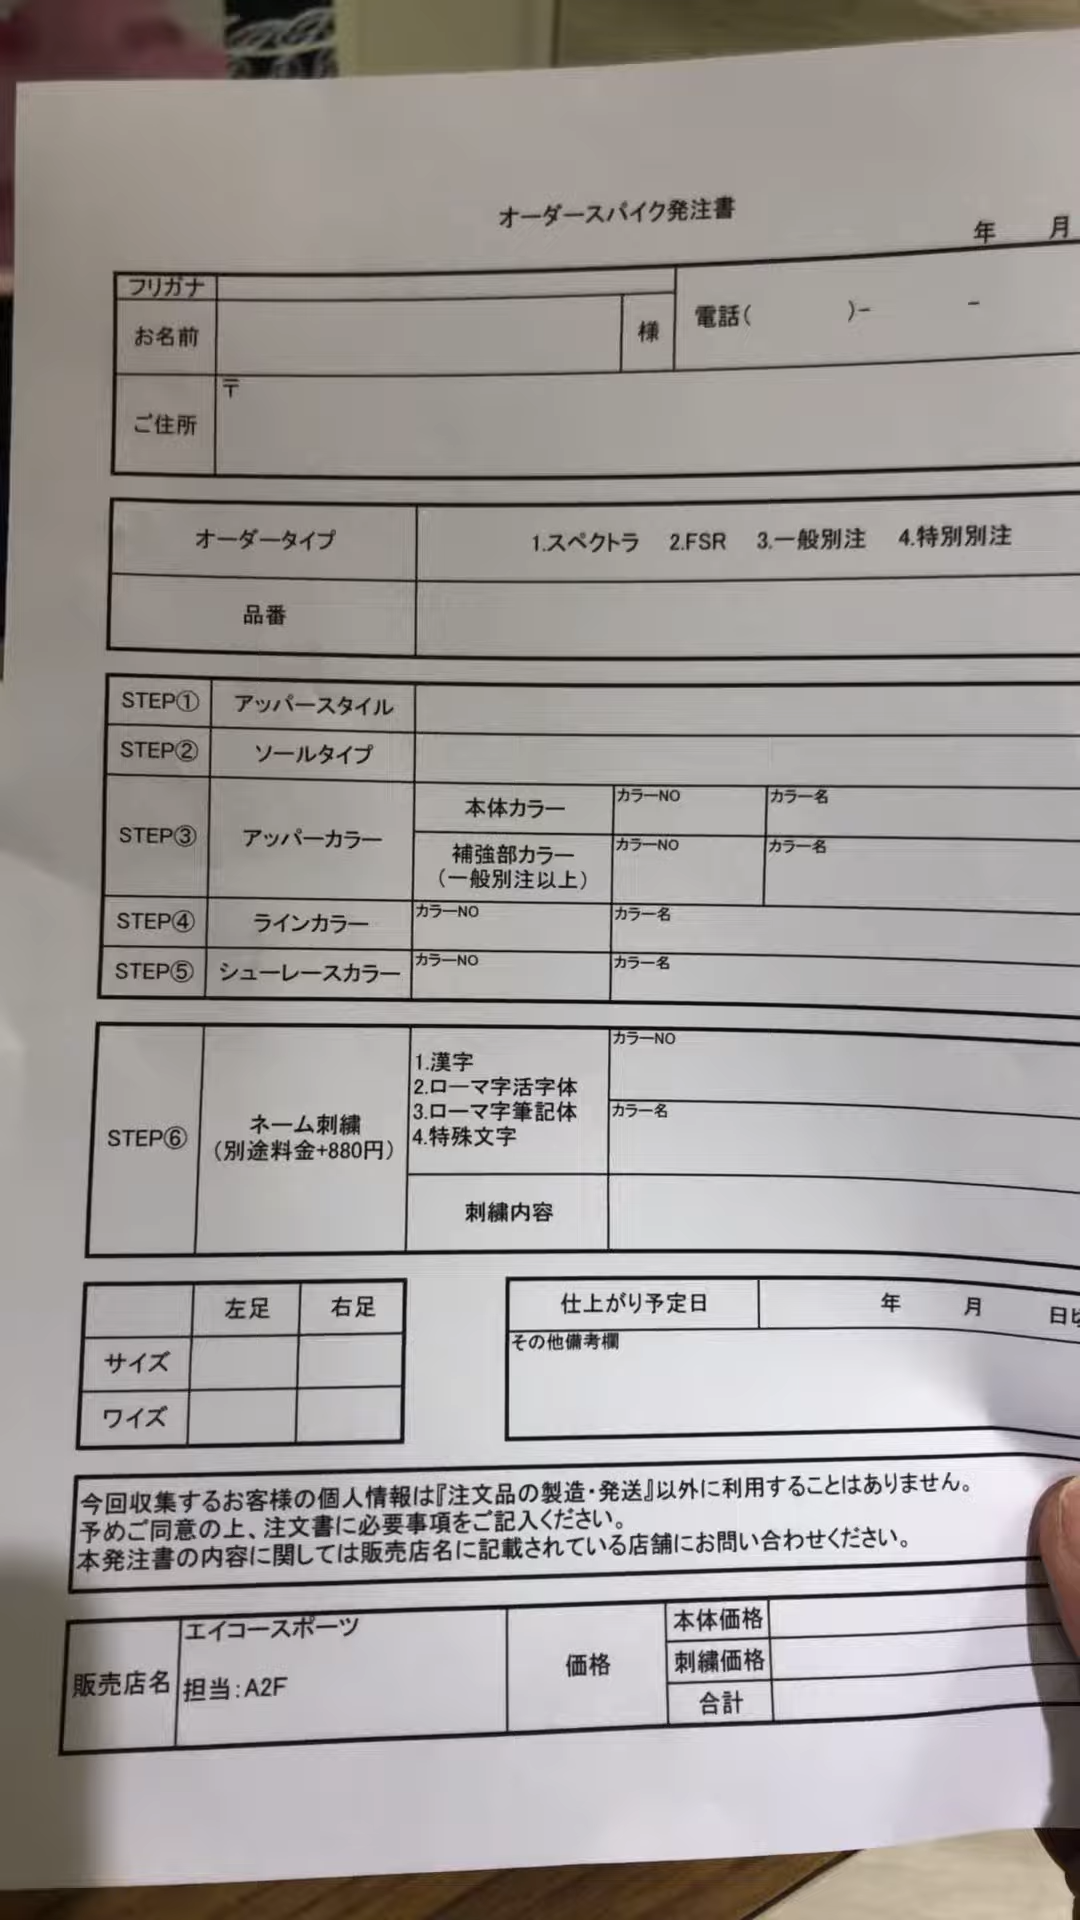 オーダースパイク発注書
年 月
フリガナ
お名前
様
電話( )- -
ご住所
〒
オーダータイプ
1.スペクトラ 2.FSR 3.一般別注 4.特別別注
品番
STEP① アッパースタイル
STEP② ソールタイプ
STEP③ アッパーカラー
本体カラー
カラーNO カラー名
補強部カラー
(一般別注以上)
カラーNO カラー名
STEP④ ラインカラー カラーNO カラー名
STEP⑤ シューレースカラー カラーNO カラー名
STEP⑥
ネーム刺繍
(別途料金+880円)
1.漢字
2.ローマ字活字体
3.ローマ字筆記体
4.特殊文字
カラーNO
カラー名
刺繍内容
左足 右足
サイズ
ワイズ
仕上がり予定日 年 月 日
その他備考欄
今回収集するお客様の個人情報は『注文品の製造・発送』以外に利用することはありません。
予めご同意の上、注文書に必要事項をご記入ください。
本発注書の内容に関しては販売店名に記載されている店舗にお問い合わせください。
販売店名
エイコースポーツ
担当:A2F
価格
本体価格
刺繍価格
合計